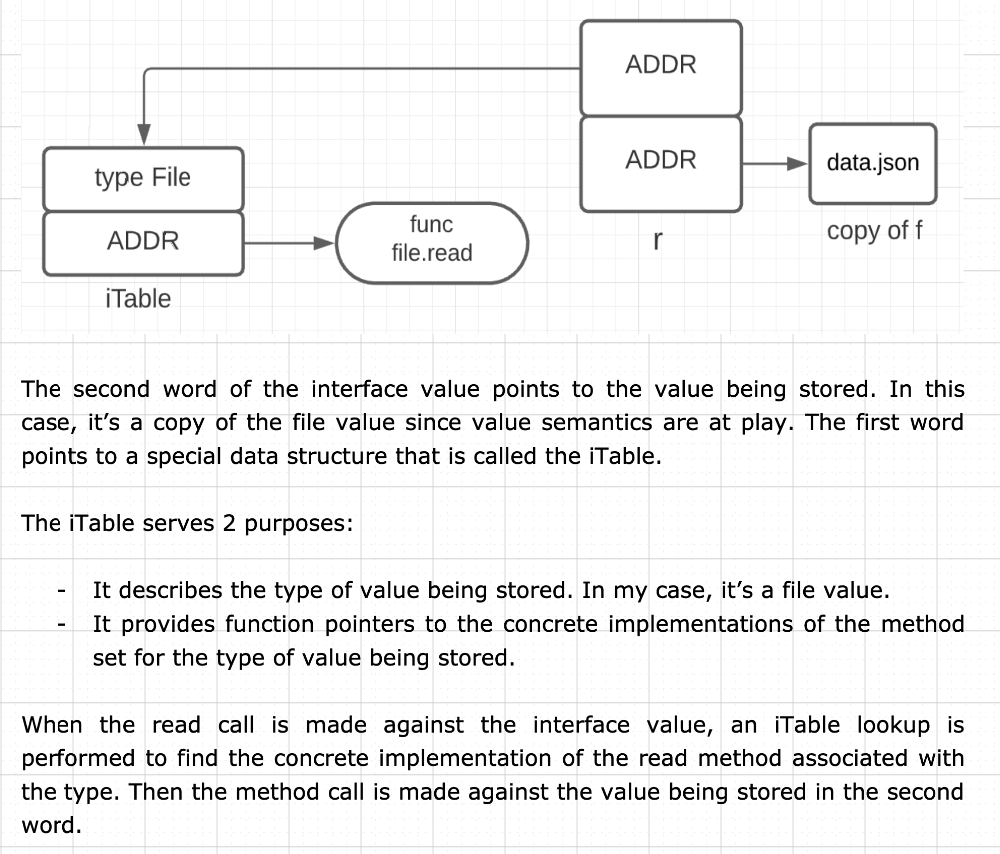 ADDR
ADDR
data.json
type File
func
file.read
ADDR
r
copy of f
iTable
The second word of the interface value points to the value being stored. In this
case, it’s a copy of the file value since value semantics are at play. The first word
points to a special data structure that is called the iTable.
The iTable serves 2 purposes:
- It describes the type of value being stored. In my case, it’s a file value.
- It provides function pointers to the concrete implementations of the method
set for the type of value being stored.
When the read call is made against the interface value, an iTable lookup is
performed to find the concrete implementation of the read method associated with
the type. Then the method call is made against the value being stored in the second
word.